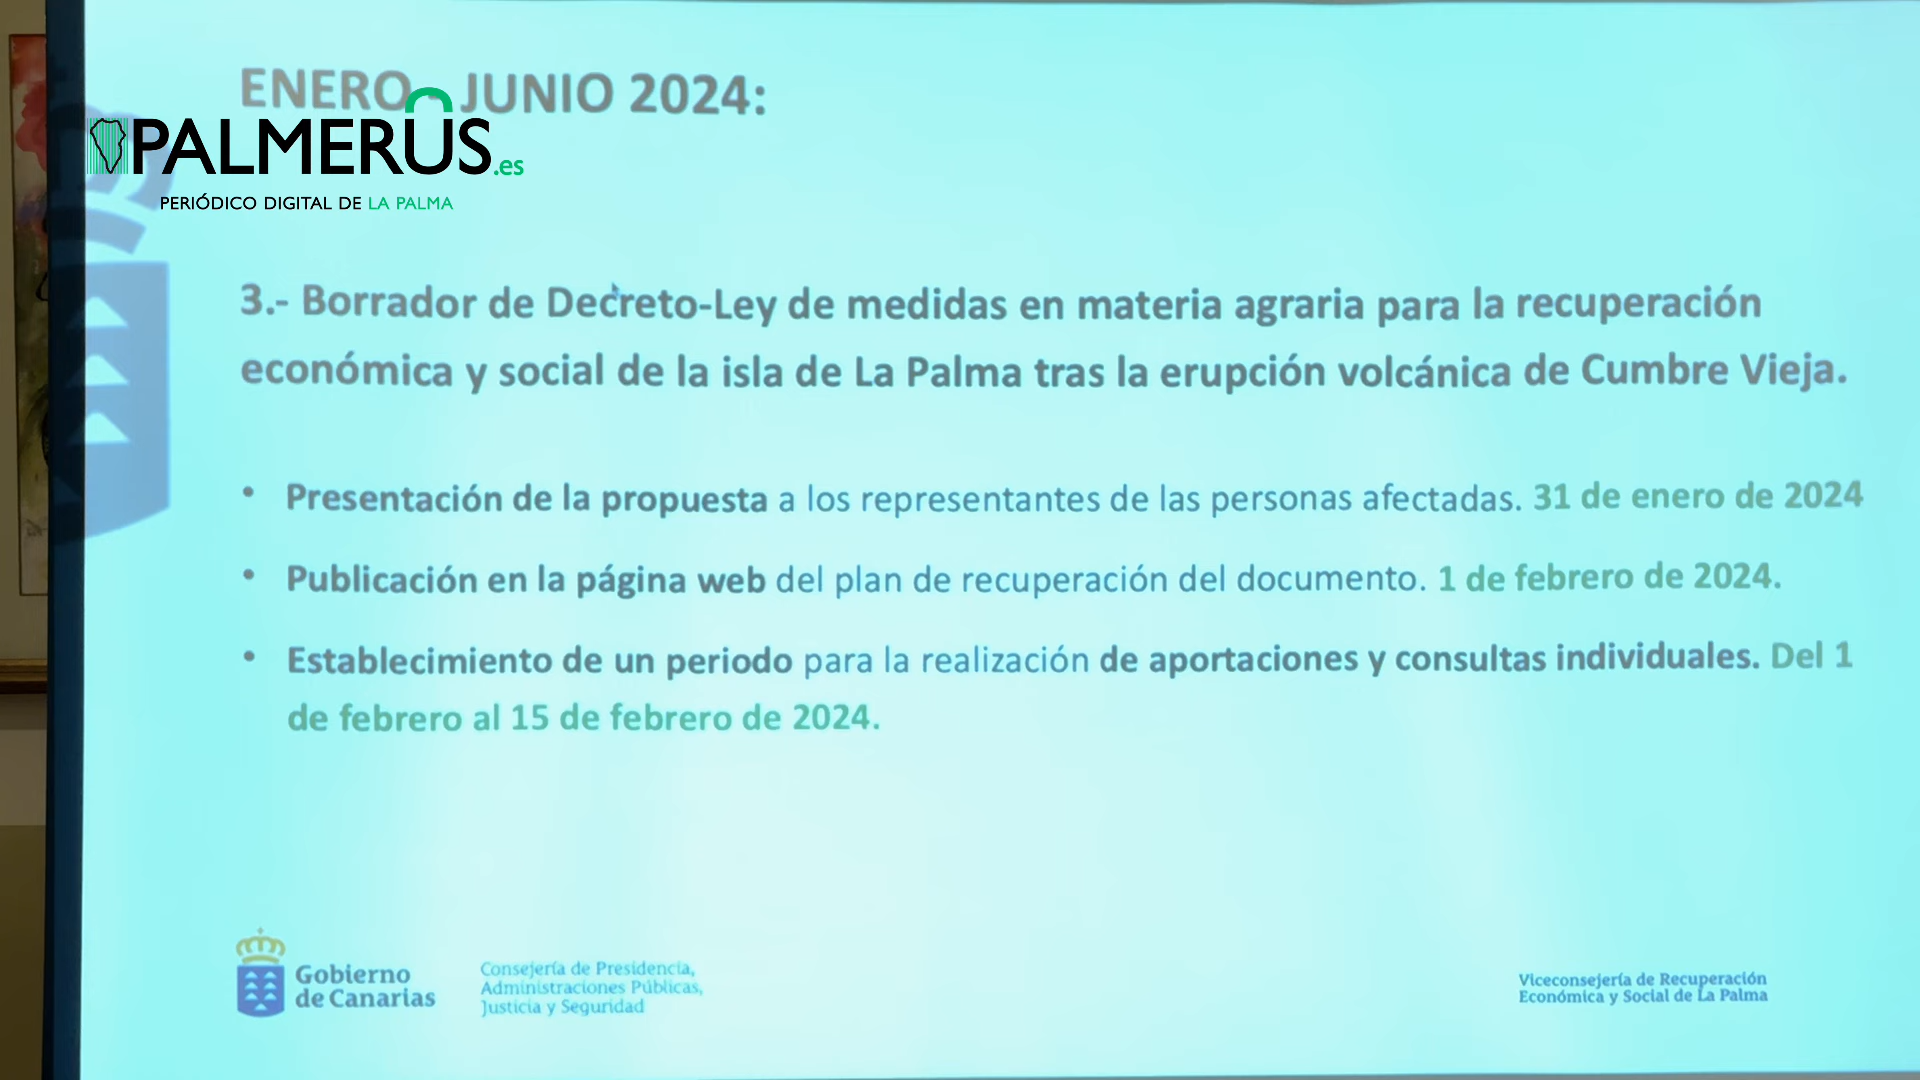 ENERO - JUNIO 2024:
PALMERUS.es
PERIÓDICO DIGITAL DE LA PALMA
3.- Borrador de Decreto-Ley de medidas en materia agraria para la recuperación
económica y social de la isla de La Palma tras la erupción volcánica de Cumbre Vieja.
• Presentación de la propuesta a los representantes de las personas afectadas. 31 de enero de 2024
• Publicación en la página web del plan de recuperación del documento. 1 de febrero de 2024.
• Establecimiento de un periodo para la realización de aportaciones y consultas individuales. Del 1
de febrero al 15 de febrero de 2024.
Gobierno
de Canarias
Consejería de Presidencia,
Administraciones Públicas,
Justicia y Seguridad
Viceconsejería de Recuperación
Económica y Social de La Palma